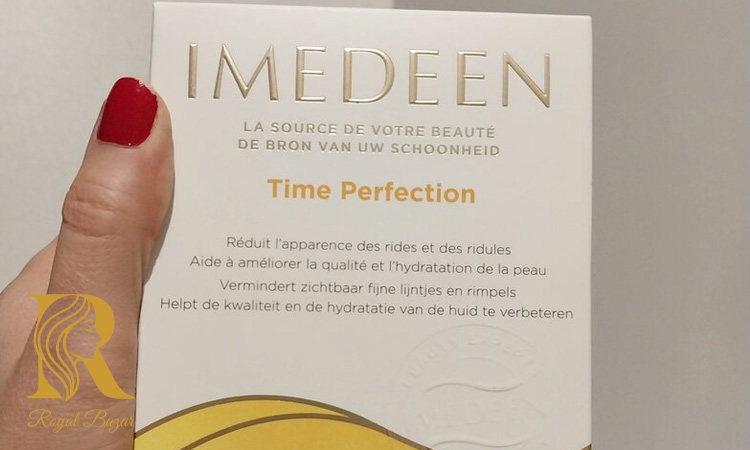 IMEDEEN
LA SOURCE DE VOTRE BEAUTÉ
DE BRON VAN UW SCHOONHEID
Time Perfection
Réduit l'apparence des rides et des ridules
Aide à améliorer la qualité et l'hydratation de la peau
Vermindert zichtbaar fijne lijntjes en rimpels
Helpt de kwaliteit en de hydratatie van de huid te verbeteren
R
Royal Buzar